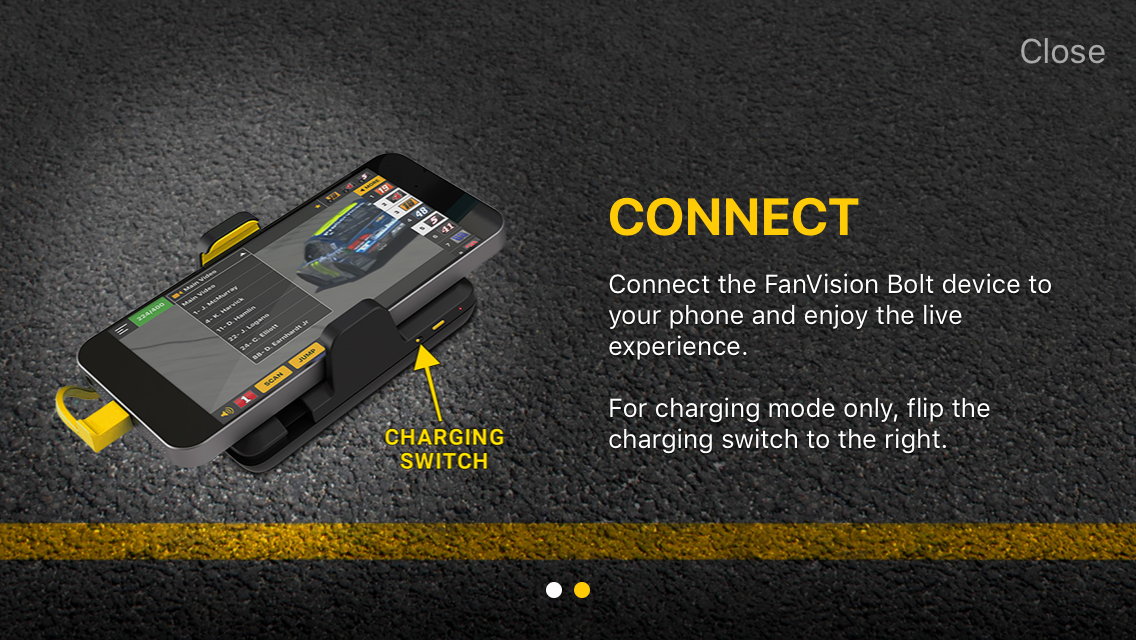 Close
CONNECT
Connect the FanVision Bolt device to
your phone and enjoy the live
experience.
For charging mode only, flip the
charging switch to the right.
CHARGING
SWITCH
224/400
Main Video
Main Video
1- J. McMurray
4- K. Harvick
11- D. Hamlin
22- J. Logano
24- C. Elliott
88- D. Earnhardt Jr
1
SCAN
JUMP
MORE
19
48
5
41